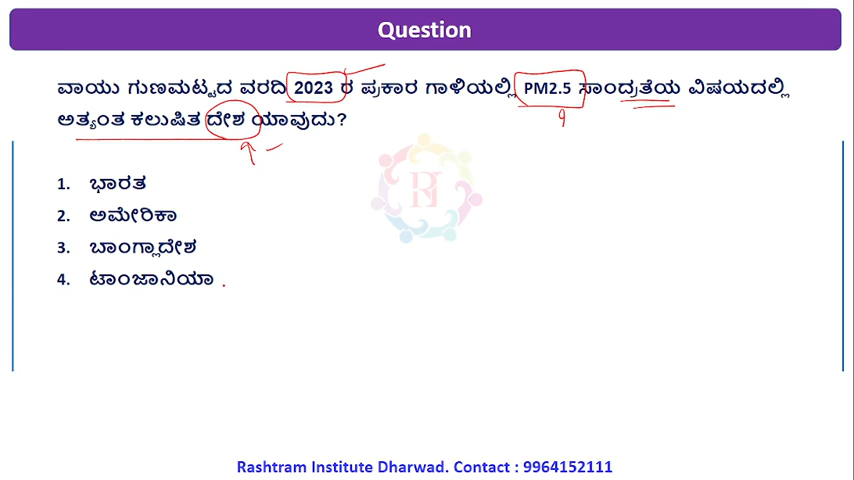 Question
ವಾಯು ಗುಣಮಟ್ಟದ ವರದಿ 2023 ರ ಪ್ರಕಾರ ಗಾಳಿಯಲ್ಲಿ PM2.5 ಸಾಂದ್ರತೆಯ ವಿಷಯದಲ್ಲಿ
ಅತ್ಯಂತ ಕಲುಷಿತ ದೇಶ ಯಾವುದು?
1. ಭಾರತ
2. ಅಮೇರಿಕಾ
3. ಬಾಂಗ್ಲಾದೇಶ
4. ಟಾಂಜಾನಿಯಾ
Rashtram Institute Dharwad. Contact : 9964152111